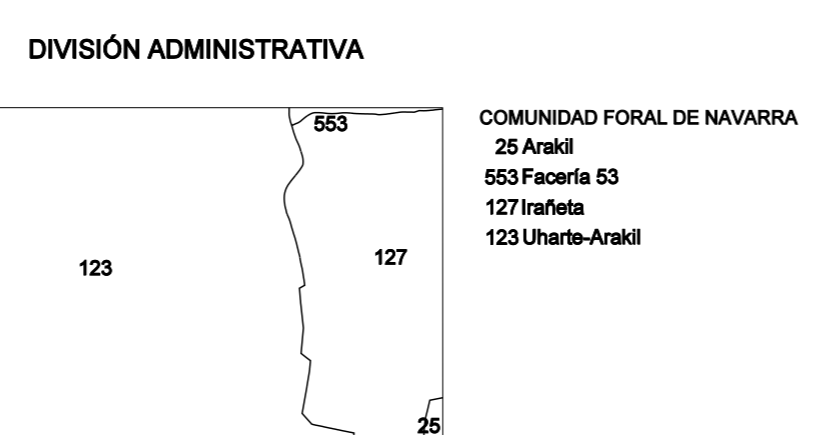 DIVISIÓN ADMINISTRATIVA
553
123
127
25
COMUNIDAD FORAL DE NAVARRA
25 Arakil
553 Facería 53
127 Irañeta
123 Uharte-Arakil